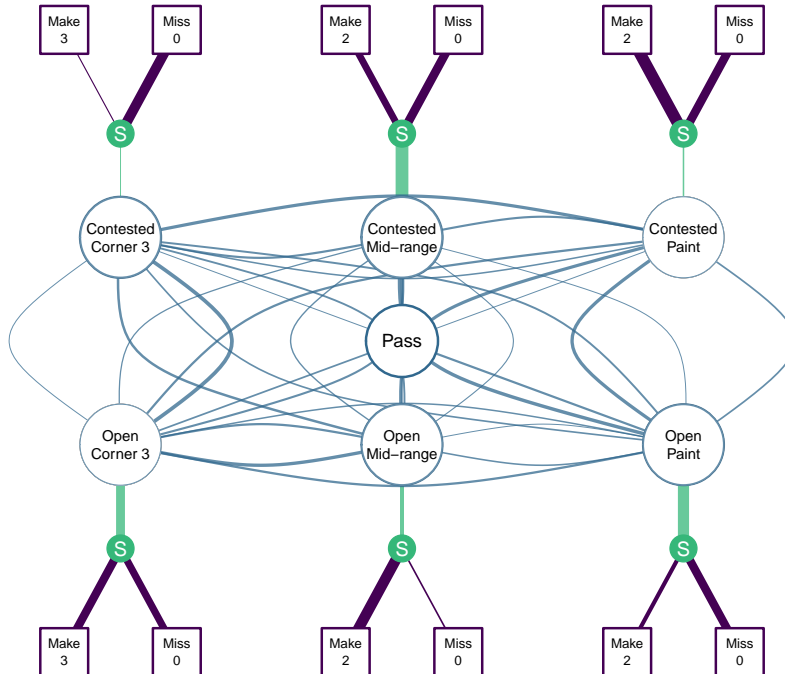 Make
3
Miss
0
Make
2
Miss
0
Make
2
Miss
0
S
S
S
Contested
Corner 3
Contested
Mid−range
Contested
Paint
Pass
Open
Corner 3
Open
Mid−range
Open
Paint
S
S
S
Make
3
Miss
0
Make
2
Miss
0
Make
2
Miss
0